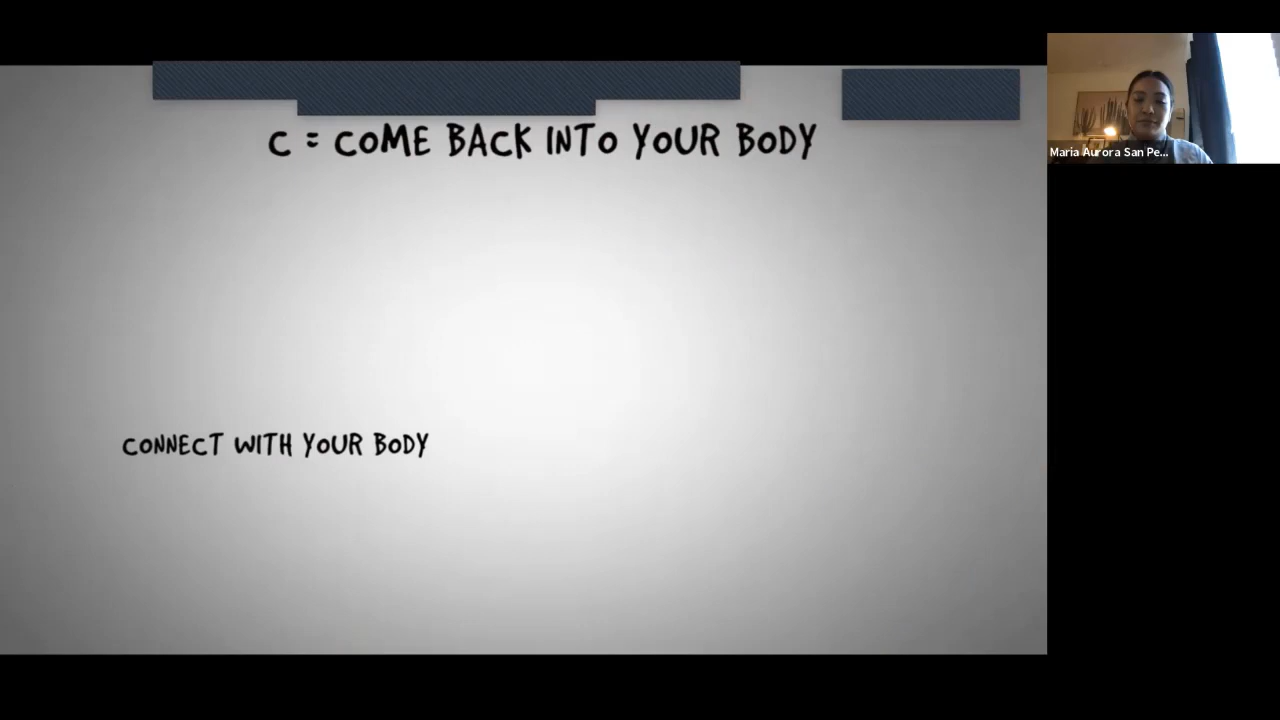 C = COME BACK INTO YOUR BODY
Maria Aurora San Pe...
CONNECT WITH YOUR BODY